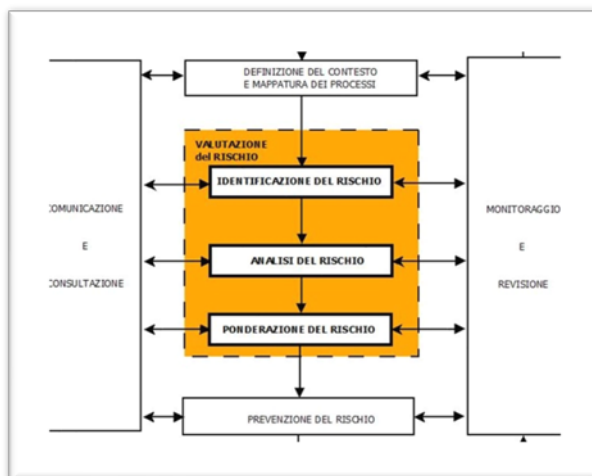 DEFINIZIONE DEL CONTESTO
E MAPPATURA DEI PROCESSI
VALUTAZIONE
del RISCHIO
IDENTIFICAZIONE DEL RISCHIO
OMUNICAZIONE
E
ONSULTAZIONE
MONITORAGGIO
E
REVISIONE
ANALISI DEL RISCHIO
PONDERAZIONE DEL RISCHIO
PREVENZIONE DEL RISCHIO